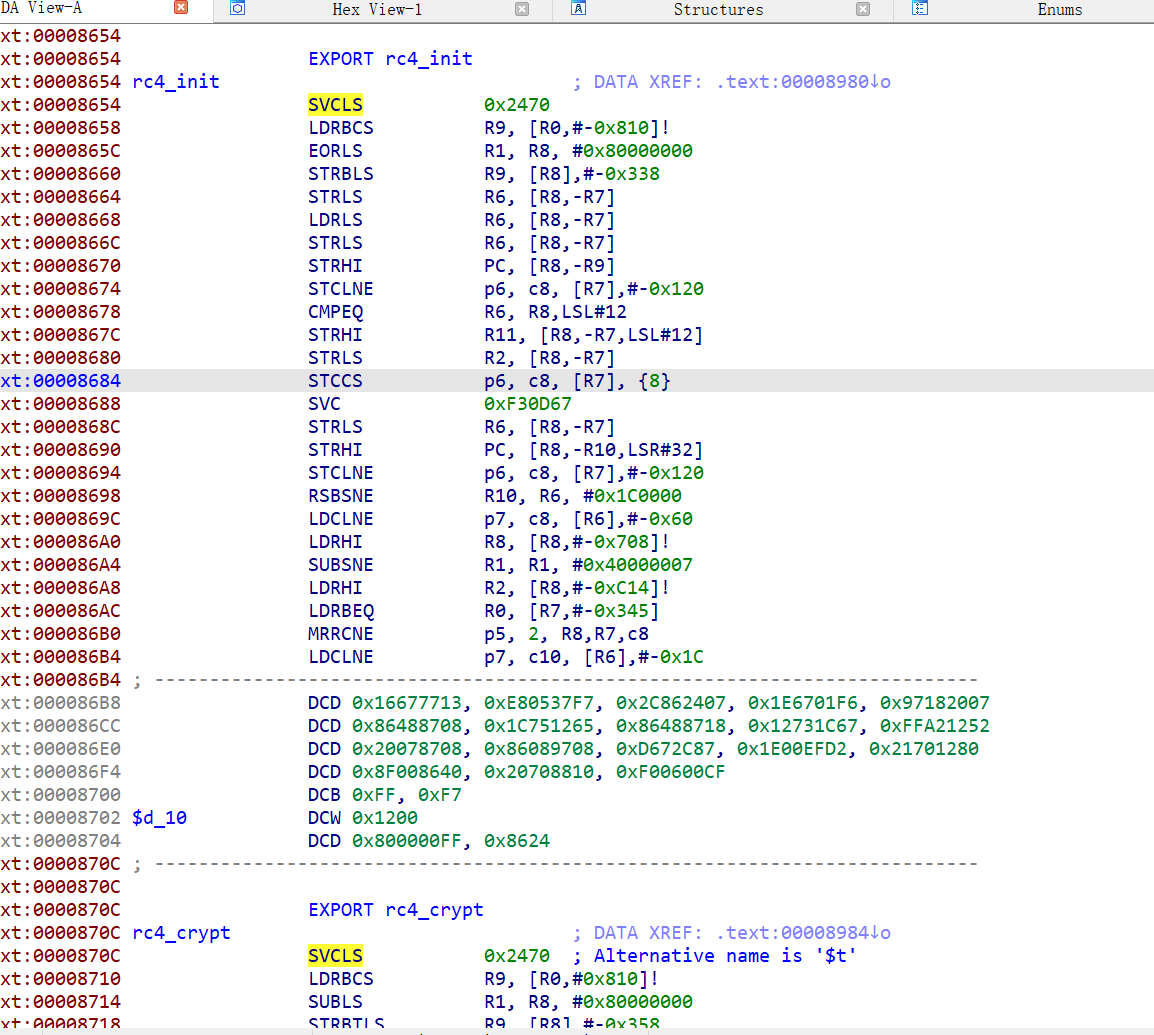 DA View-A Hex View-1 Structures Enums
xt:00008654
xt:00008654 EXPORT rc4_init
xt:00008654 rc4_init ; DATA XREF: .text:00008980↓o
xt:00008654 SVCLS 0x2470
xt:00008658 LDRBCS R9, [R0,#-0x810]!
xt:0000865C EORLS R1, R8, #0x80000000
xt:00008660 STRBLS R9, [R8],#-0x338
xt:00008664 STRLS R6, [R8,-R7]
xt:00008668 LDRLS R6, [R8,-R7]
xt:0000866C STRLS R6, [R8,-R7]
xt:00008670 STRHI PC, [R8,-R9]
xt:00008674 STCLNE p6, c8, [R7],#-0x120
xt:00008678 CMPEQ R6, R8,LSL#12
xt:0000867C STRHI R11, [R8,-R7,LSL#12]
xt:00008680 STRLS R2, [R8,-R7]
xt:00008684 STCCS p6, c8, [R7], {8}
xt:00008688 SVC 0xF30D67
xt:0000868C STRLS R6, [R8,-R7]
xt:00008690 STRHI PC, [R8,-R10,LSR#32]
xt:00008694 STCLNE p6, c8, [R7],#-0x120
xt:00008698 RSBSNE R10, R6, #0x1C0000
xt:0000869C LDCLNE p7, c8, [R6],#-0x60
xt:000086A0 LDRHI R8, [R8,#-0x708]!
xt:000086A4 SUBSNE R1, R1, #0x40000007
xt:000086A8 LDRHI R2, [R8,#-0xC14]!
xt:000086AC LDRBEQ R0, [R7,#-0x345]
xt:000086B0 MRRCNE p5, 2, R8,R7,c8
xt:000086B4 LDCLNE p7, c10, [R6],#-0x1C
xt:000086B4 ; ---------------------------------------------------------------------------
xt:000086B8 DCD 0x16677713, 0xE80537F7, 0x2C862407, 0x1E6701F6, 0x97182007
xt:000086CC DCD 0x86488708, 0x1C751265, 0x86488718, 0x12731C67, 0xFFA21252
xt:000086E0 DCD 0x20078708, 0x86089708, 0xD672C87, 0x1E00EFD2, 0x21701280
xt:000086F4 DCD 0x8F008640, 0x20708810, 0xF00600CF
xt:00008700 DCB 0xFF, 0xF7
xt:00008702 $d_10 DCW 0x1200
xt:00008704 DCD 0x800000FF, 0x8624
xt:0000870C ; ---------------------------------------------------------------------------
xt:0000870C
xt:0000870C EXPORT rc4_crypt
xt:0000870C rc4_crypt ; DATA XREF: .text:00008984↓o
xt:0000870C SVCLS 0x2470 ; Alternative name is '$t'
xt:00008710 LDRBCS R9, [R0,#0x810]!
xt:00008714 SUBLS R1, R8, #0x80000000
xt:00008718 STRBTLS R9, [R8],#-0x358